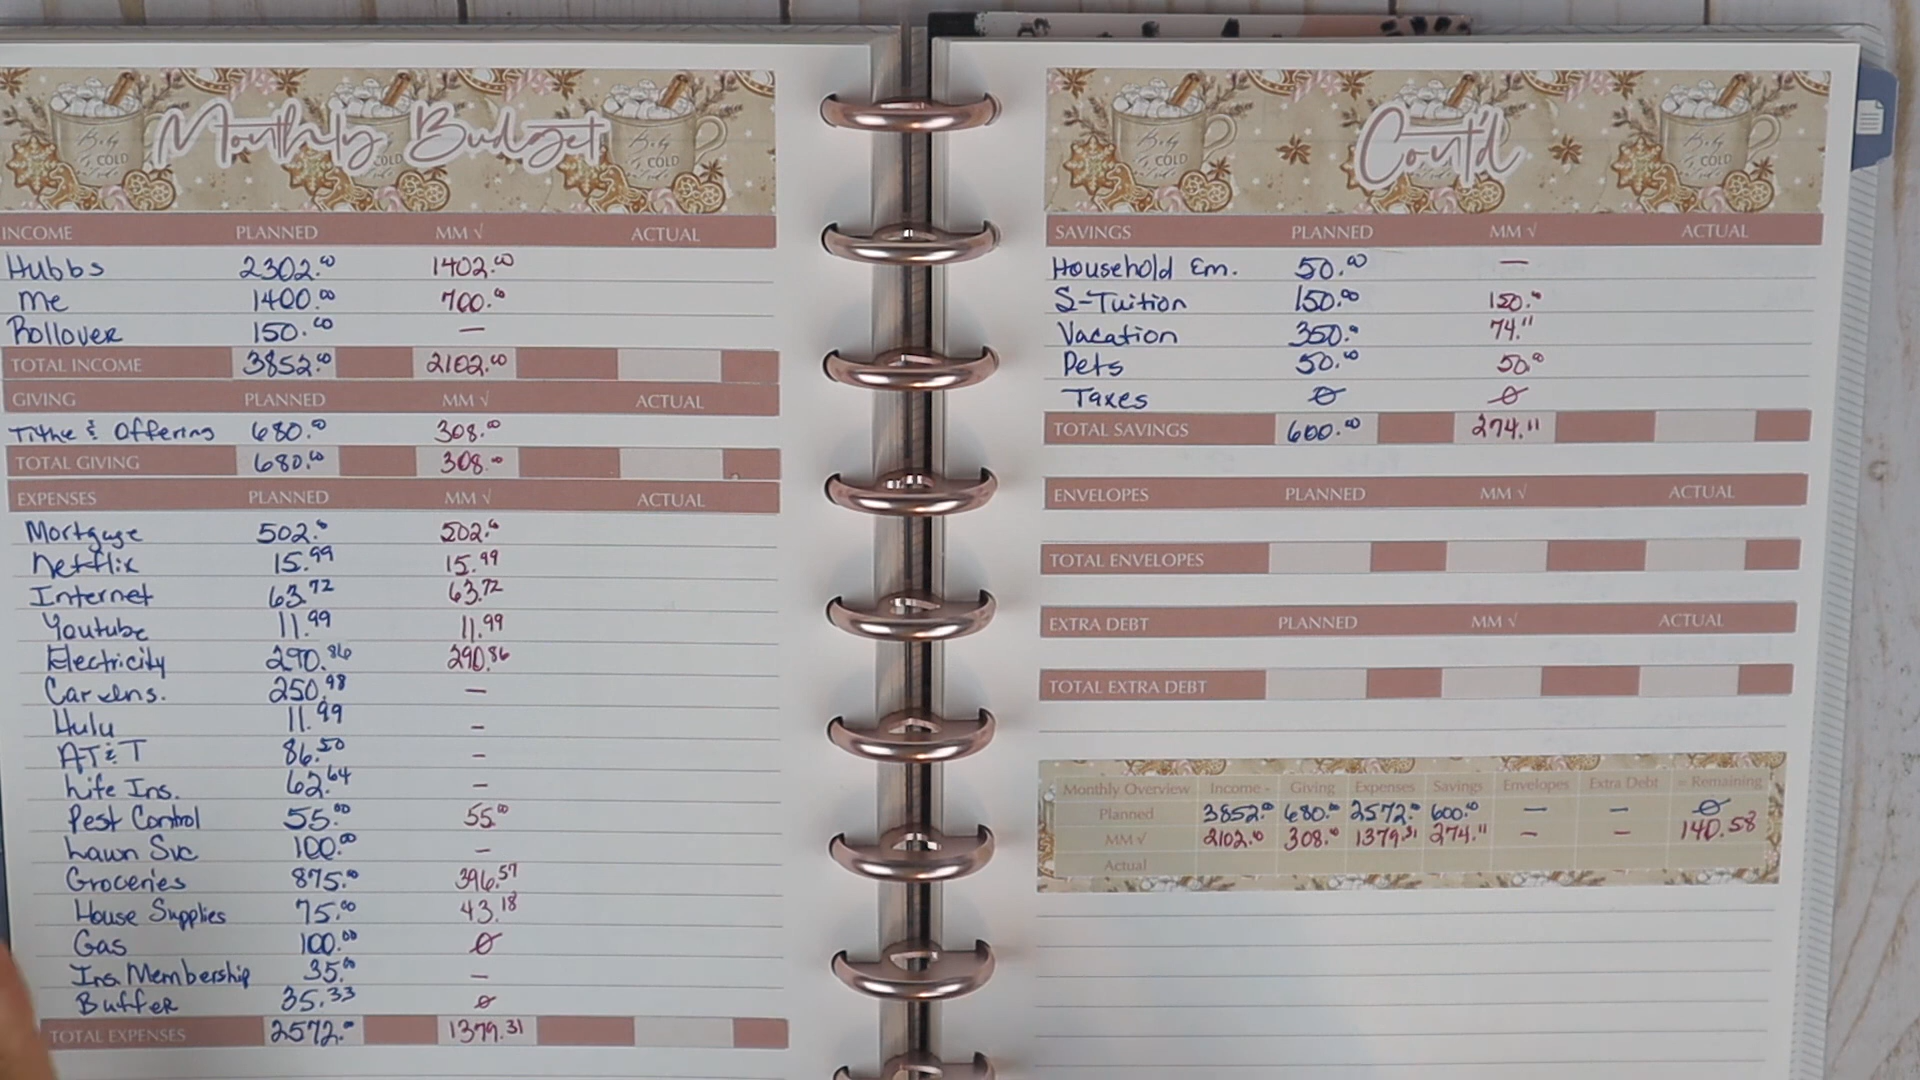 Monthly Budget
INCOME PLANNED MM √ ACTUAL
Hubbs 2302.00 1402.00
Me 1400.00 700.00
Rollover 150.00 —
TOTAL INCOME 3852.00 2102.00
GIVING PLANNED MM √ ACTUAL
Tithe & Offering 680.00 308.00
TOTAL GIVING 680.00 308.00
EXPENSES PLANNED MM √ ACTUAL
Mortgage 502.00 502.00
Netflix 15.99 15.99
Internet 63.72 63.72
Youtube 11.99 11.99
Electricity 290.86 290.86
Car Ins. 250.98 —
Hulu 11.99 -
AT&T 86.50 -
Life Ins. 62.64 -
Pest Control 55.00 55.00
Lawn Svc 100.00 -
Groceries 875.00 396.57
House Supplies 75.00 43.18
Gas 100.00 0
Ins. Membership 35.00 -
Buffer 35.33 0
TOTAL EXPENSES 2572.00 1379.31
Cont'd
SAVINGS PLANNED MM √ ACTUAL
Household Em. 50.00 —
S-Tuition 150.00 150.00
Vacation 350.00 74.11
Pets 50.00 50.00
Taxes 0 0
TOTAL SAVINGS 600.00 274.11
ENVELOPES PLANNED MM √ ACTUAL
TOTAL ENVELOPES
EXTRA DEBT PLANNED MM √ ACTUAL
TOTAL EXTRA DEBT
Monthly Overview Income - Giving Expenses Savings Envelopes Extra Debt = Remaining
Planned 3852.00 680.00 2572.00 600.00 — — 0
MM √ 2102.00 308.00 1379.31 274.11 — — 140.58
Actual